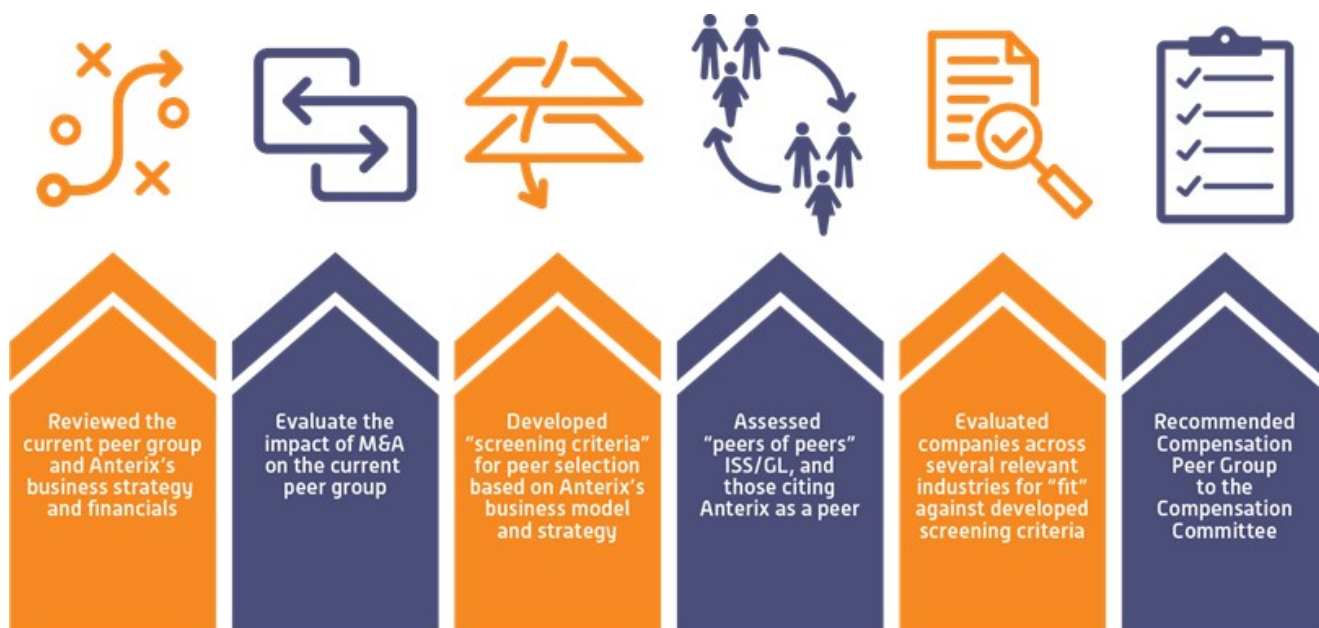 Reviewed the
current peer group
and Anterix's
business strategy
and financials
Evaluate the
impact of M&A
on the current
peer group
Developed
"screening criteria"
for peer selection
based on Anterix's
business model
and strategy
Assessed
"peers of peers"
ISS/GL, and
those citing
Anterix as a peer
Evaluated
companies across
several relevant
industries for "fit"
against developed
screening criteria
Recommended
Compensation
Peer Group
to the
Compensation
Committee